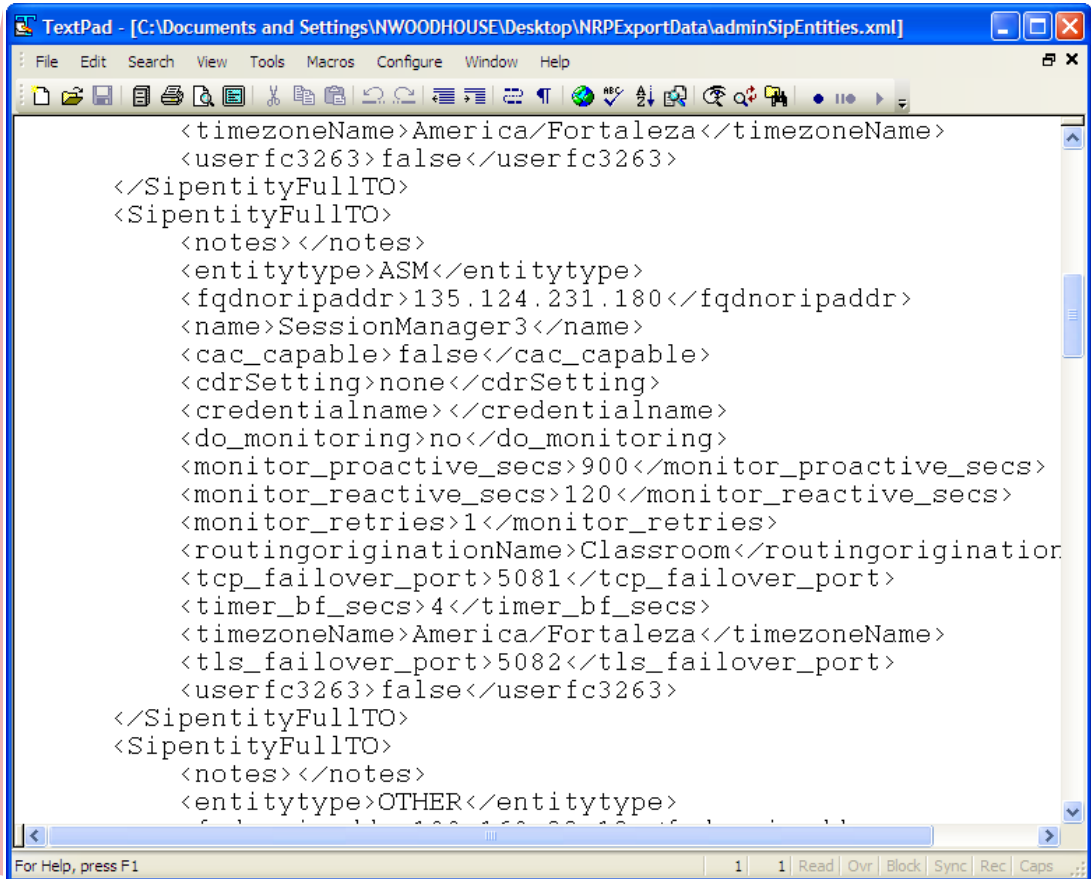 TextPad - [C:\Documents and Settings\NWOODHOUSE\Desktop\NRPExportData\adminSipEntities.xml]
File Edit Search View Tools Macros Configure Window Help
<timezoneName>America/Fortaleza</timezoneName>
<userfc3263>false</userfc3263>
</SipentityFullTO>
<SipentityFullTO>
<notes></notes>
<entitytype>ASM</entitytype>
<fqdnoripaddr>135.124.231.180</fqdnoripaddr>
<name>SessionManager3</name>
<cac_capable>false</cac_capable>
<cdrSetting>none</cdrSetting>
<credentialname></credentialname>
<do_monitoring>no</do_monitoring>
<monitor_proactive_secs>900</monitor_proactive_secs>
<monitor_reactive_secs>120</monitor_reactive_secs>
<monitor_retries>1</monitor_retries>
<routingoriginationName>Classroom</routingorigination
<tcp_failover_port>5081</tcp_failover_port>
<timer_bf_secs>4</timer_bf_secs>
<timezoneName>America/Fortaleza</timezoneName>
<tls_failover_port>5082</tls_failover_port>
<userfc3263>false</userfc3263>
</SipentityFullTO>
<SipentityFullTO>
<notes></notes>
<entitytype>OTHER</entitytype>
For Help, press F1 1 1 Read Ovr Block Sync Rec Caps